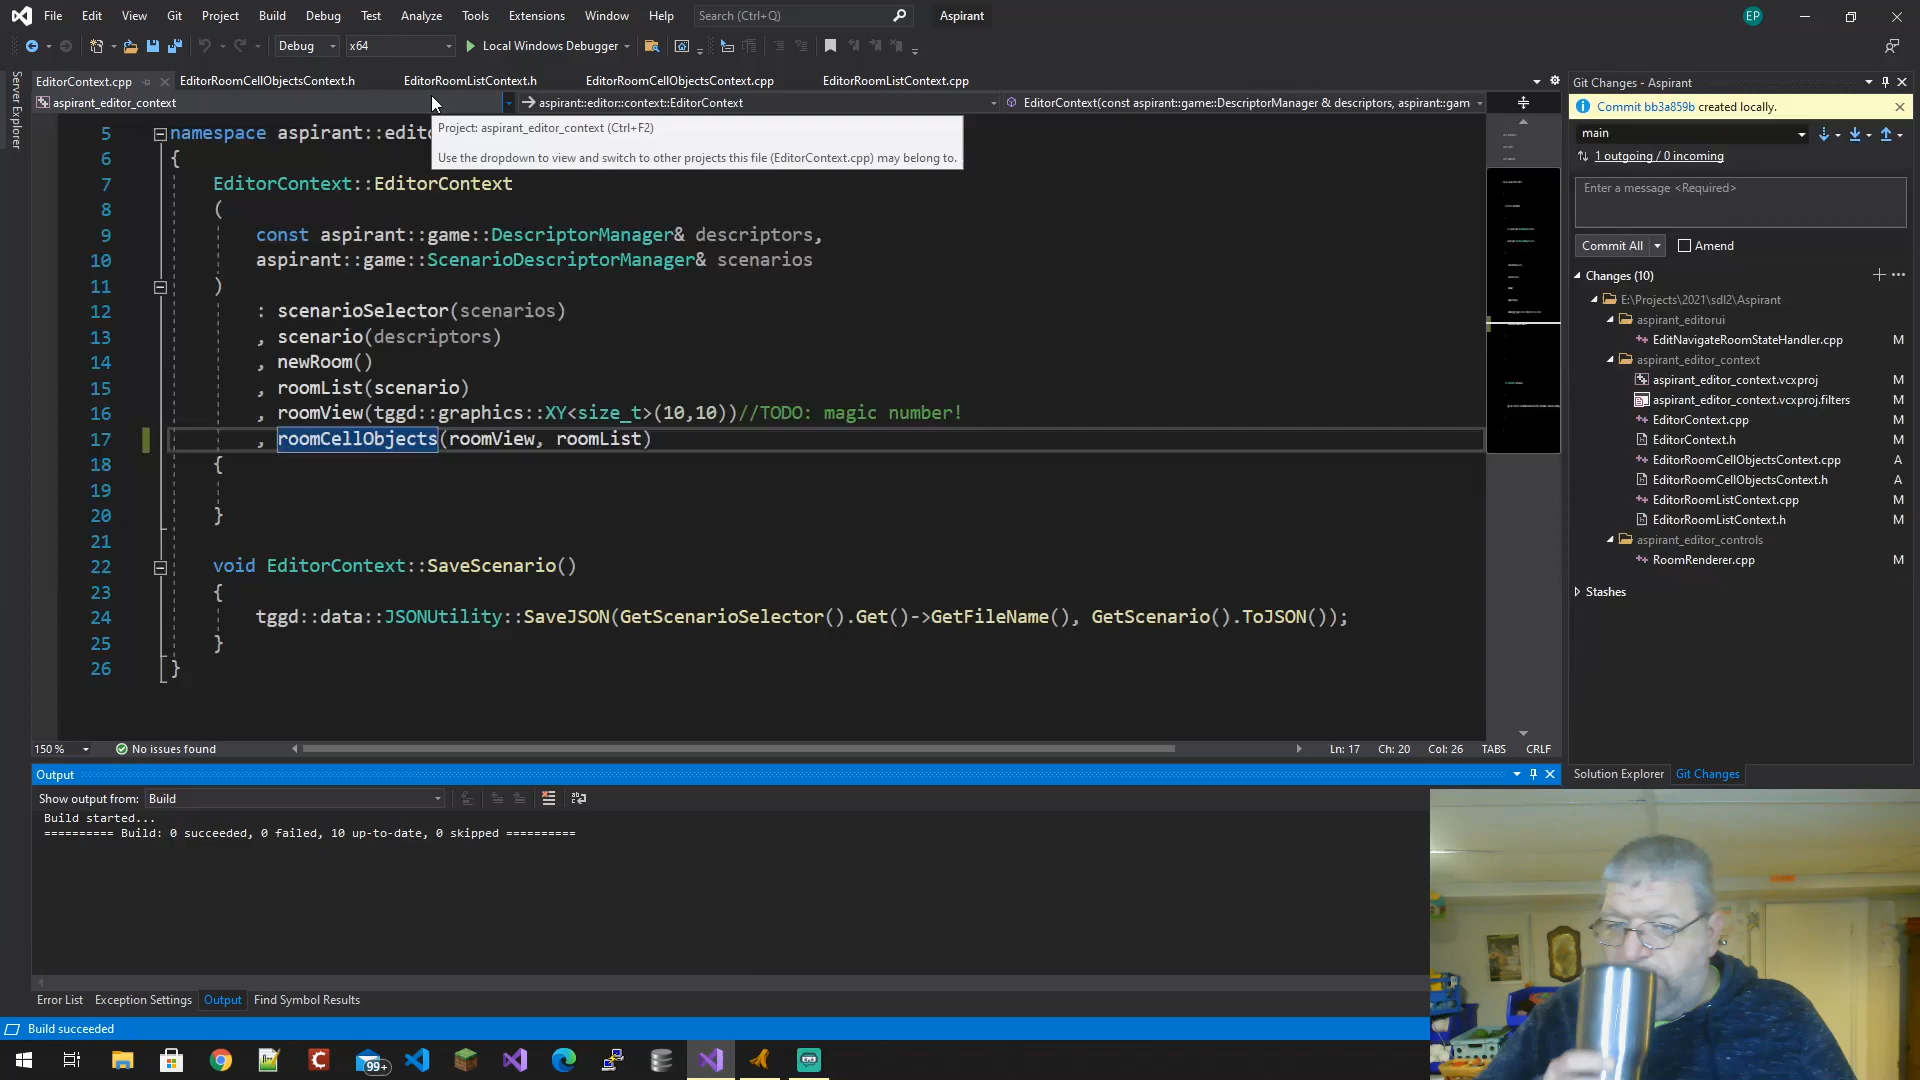 File Edit View Git Project Build Debug Test Analyze Tools Extensions Window Help Search (Ctrl+Q) Aspirant EP
Debug x64 Local Windows Debugger
Server Explorer
EditorContext.cpp EditorRoomCellObjectsContext.h EditorRoomListContext.h EditorRoomCellObjectsContext.cpp EditorRoomListContext.cpp
aspirant_editor_context aspirant::editor::context::EditorContext EditorContext(const aspirant::game::DescriptorManager & descriptors, aspirant::gam
Project: aspirant_editor_context (Ctrl+F2)
Use the dropdown to view and switch to other projects this file (EditorContext.cpp) may belong to.
5 namespace aspirant::edito
6 {
7 EditorContext::EditorContext
8 (
9 const aspirant::game::DescriptorManager& descriptors,
10 aspirant::game::ScenarioDescriptorManager& scenarios
11 )
12 : scenarioSelector(scenarios)
13 , scenario(descriptors)
14 , newRoom()
15 , roomList(scenario)
16 , roomView(tggd::graphics::XY<size_t>(10,10))//TODO: magic number!
17 , roomCellObjects(roomView, roomList)
18 {
19
20 }
21
22 void EditorContext::SaveScenario()
23 {
24 tggd::data::JSONUtility::SaveJSON(GetScenarioSelector().Get()->GetFileName(), GetScenario().ToJSON());
25 }
26 }
150 % No issues found Ln: 17 Ch: 20 Col: 26 TABS CRLF
Output
Show output from: Build
Build started...
========== Build: 0 succeeded, 0 failed, 10 up-to-date, 0 skipped ==========
Error List Exception Settings Output Find Symbol Results
Build succeeded
99+
Git Changes - Aspirant
Commit bb3a859b created locally.
main
1 outgoing / 0 incoming
Enter a message <Required>
Commit All Amend
Changes (10)
E:\Projects\2021\sdl2\Aspirant
aspirant_editorui
EditNavigateRoomStateHandler.cpp M
aspirant_editor_context
aspirant_editor_context.vcxproj M
aspirant_editor_context.vcxproj.filters M
EditorContext.cpp M
EditorContext.h M
EditorRoomCellObjectsContext.cpp A
EditorRoomCellObjectsContext.h A
EditorRoomListContext.cpp M
EditorRoomListContext.h M
aspirant_editor_controls
RoomRenderer.cpp M
Stashes
Solution Explorer Git Changes